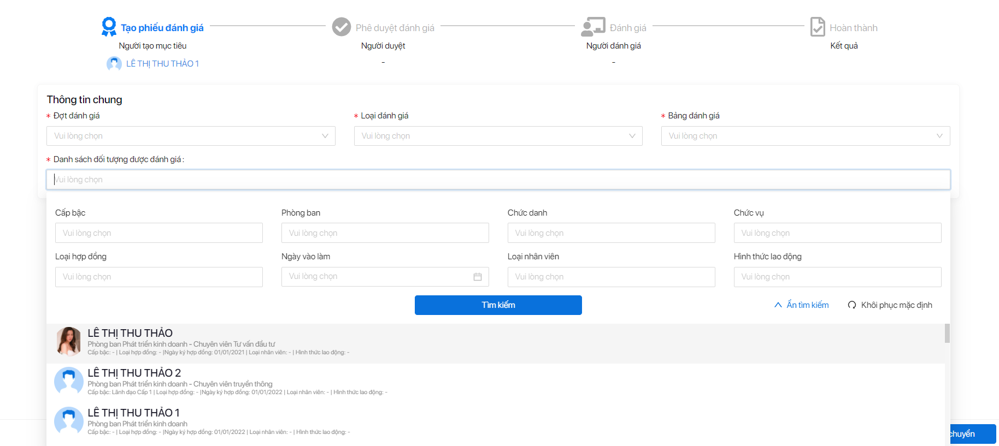 Tạo phiếu đánh giá
Phê duyệt đánh giá
Đánh giá
Hoàn thành
Người tạo mục tiêu
Người duyệt
Người đánh giá
Kết quả
LÊ THỊ THU THẢO 1
-
-
Thông tin chung
* Đợt đánh giá
* Loại đánh giá
* Bảng đánh giá
Vui lòng chọn
Vui lòng chọn
Vui lòng chọn
* Danh sách đối tượng được đánh giá :
Vui lòng chọn
Cấp bậc
Phòng ban
Chức danh
Chức vụ
Vui lòng chọn
Vui lòng chọn
Vui lòng chọn
Vui lòng chọn
Loại hợp đồng
Ngày vào làm
Loại nhân viên
Hình thức lao động
Vui lòng chọn
Vui lòng chọn
Vui lòng chọn
Vui lòng chọn
Tìm kiếm
Ẩn tìm kiếm
Khôi phục mặc định
LÊ THỊ THU THẢO
Phòng ban Phát triển kinh doanh - Chuyên viên Tư vấn đầu tư
Cấp bậc: - | Loại hợp đồng: - |Ngày ký hợp đồng: 01/01/2021 | Loại nhân viên: - | Hình thức lao động: -
LÊ THỊ THU THẢO 2
Phòng ban Phát triển kinh doanh - Chuyên viên truyền thông
Cấp bậc: Lãnh đạo Cấp 1 | Loại hợp đồng: - |Ngày ký hợp đồng: 01/01/2022 | Loại nhân viên: - | Hình thức lao động: -
LÊ THỊ THU THẢO 1
Phòng ban Phát triển kinh doanh
Cấp bậc: - | Loại hợp đồng: - |Ngày ký hợp đồng: 01/01/2022 | Loại nhân viên: - | Hình thức lao động: -
chuyển